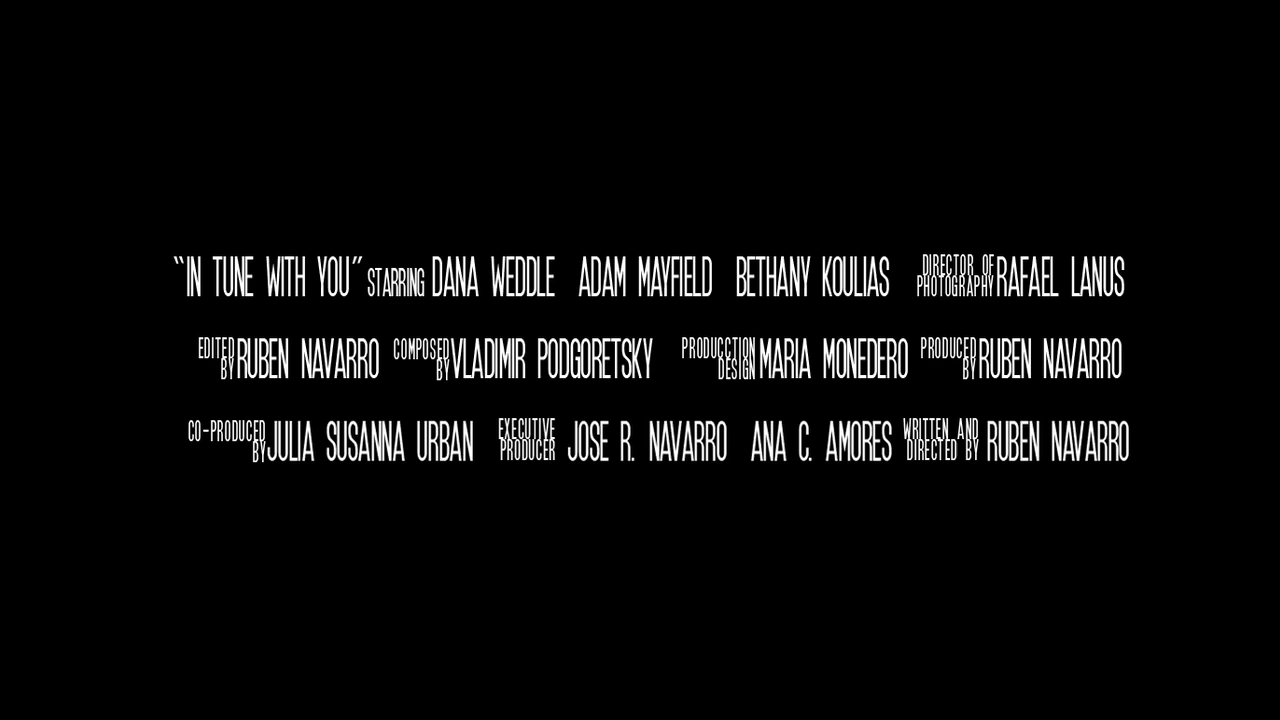 “IN TUNE WITH YOU” STARRING DANA WEDDLE ADAM MAYFIELD BETHANY KOULIAS DIRECTOR OF PHOTOGRAPHY RAFAEL LANUS
EDITED BY RUBEN NAVARRO COMPOSED BY VLADIMIR PODGORETSKY PRODUCCTION DESIGN MARIA MONEDERO PRODUCED BY RUBEN NAVARRO
CO-PRODUCED BY JULIA SUSANNA URBAN EXECUTIVE PRODUCER JOSE R. NAVARRO ANA C. AMORES WRITTEN AND DIRECTED BY RUBEN NAVARRO